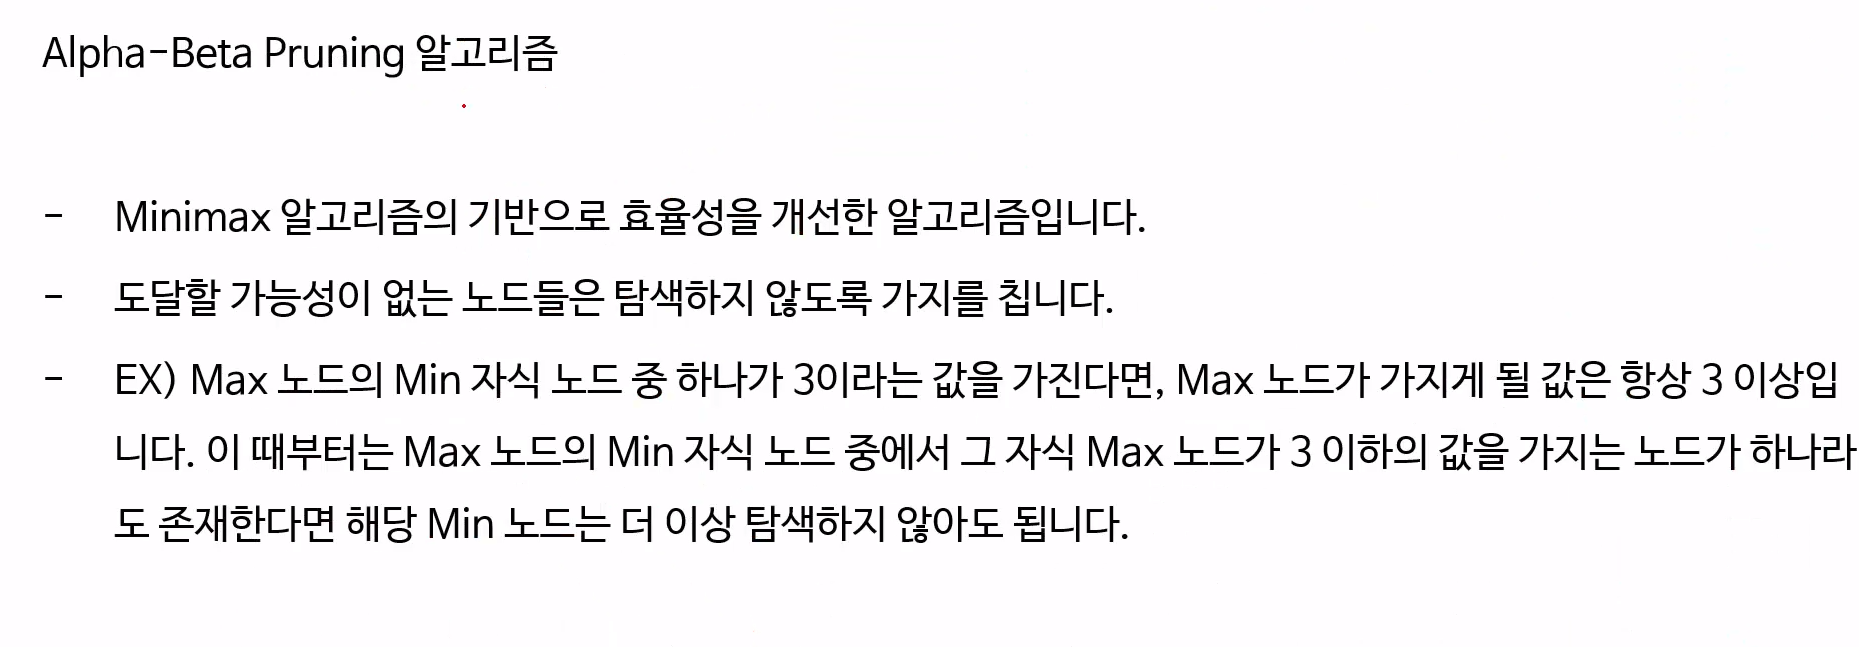 Alpha-Beta Pruning 알고리즘
- Minimax 알고리즘의 기반으로 효율성을 개선한 알고리즘입니다.
- 도달할 가능성이 없는 노드들은 탐색하지 않도록 가지를 칩니다.
- EX) Max 노드의 Min 자식 노드 중 하나가 3이라는 값을 가진다면, Max 노드가 가지게 될 값은 항상 3 이상입
니다. 이 때부터는 Max 노드의 Min 자식 노드 중에서 그 자식 Max 노드가 3 이하의 값을 가지는 노드가 하나라
도 존재한다면 해당 Min 노드는 더 이상 탐색하지 않아도 됩니다.